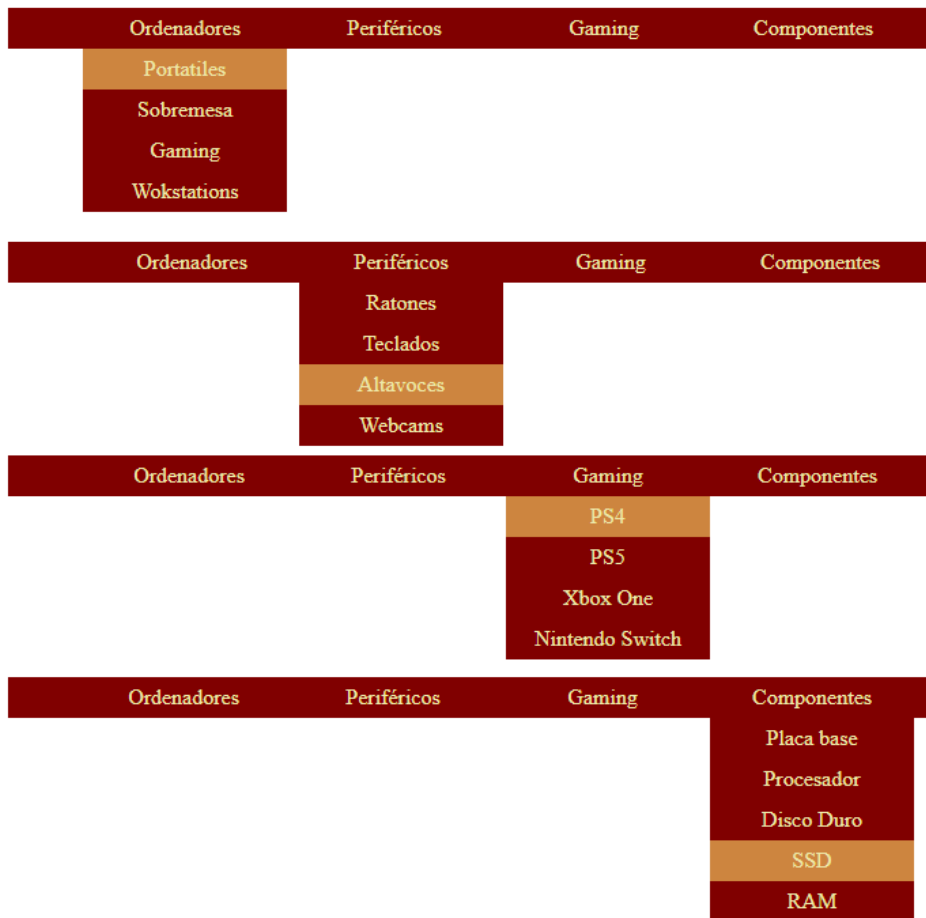 Ordenadores Periféricos Gaming Componentes
Portatiles
Sobremesa
Gaming
Wokstations
Ordenadores Periféricos Gaming Componentes
Ratones
Teclados
Altavoces
Webcams
Ordenadores Periféricos Gaming Componentes
PS4
PS5
Xbox One
Nintendo Switch
Ordenadores Periféricos Gaming Componentes
Placa base
Procesador
Disco Duro
SSD
RAM